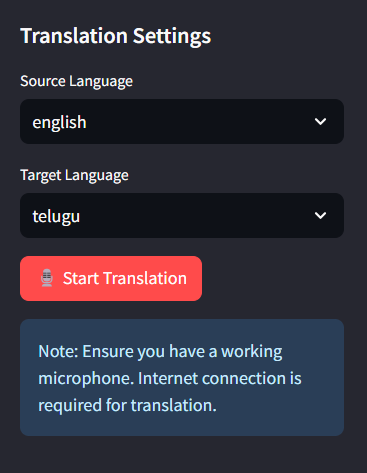 Translation Settings
Source Language
english
Target Language
telugu
Start Translation
Note: Ensure you have a working
microphone. Internet connection is
required for translation.